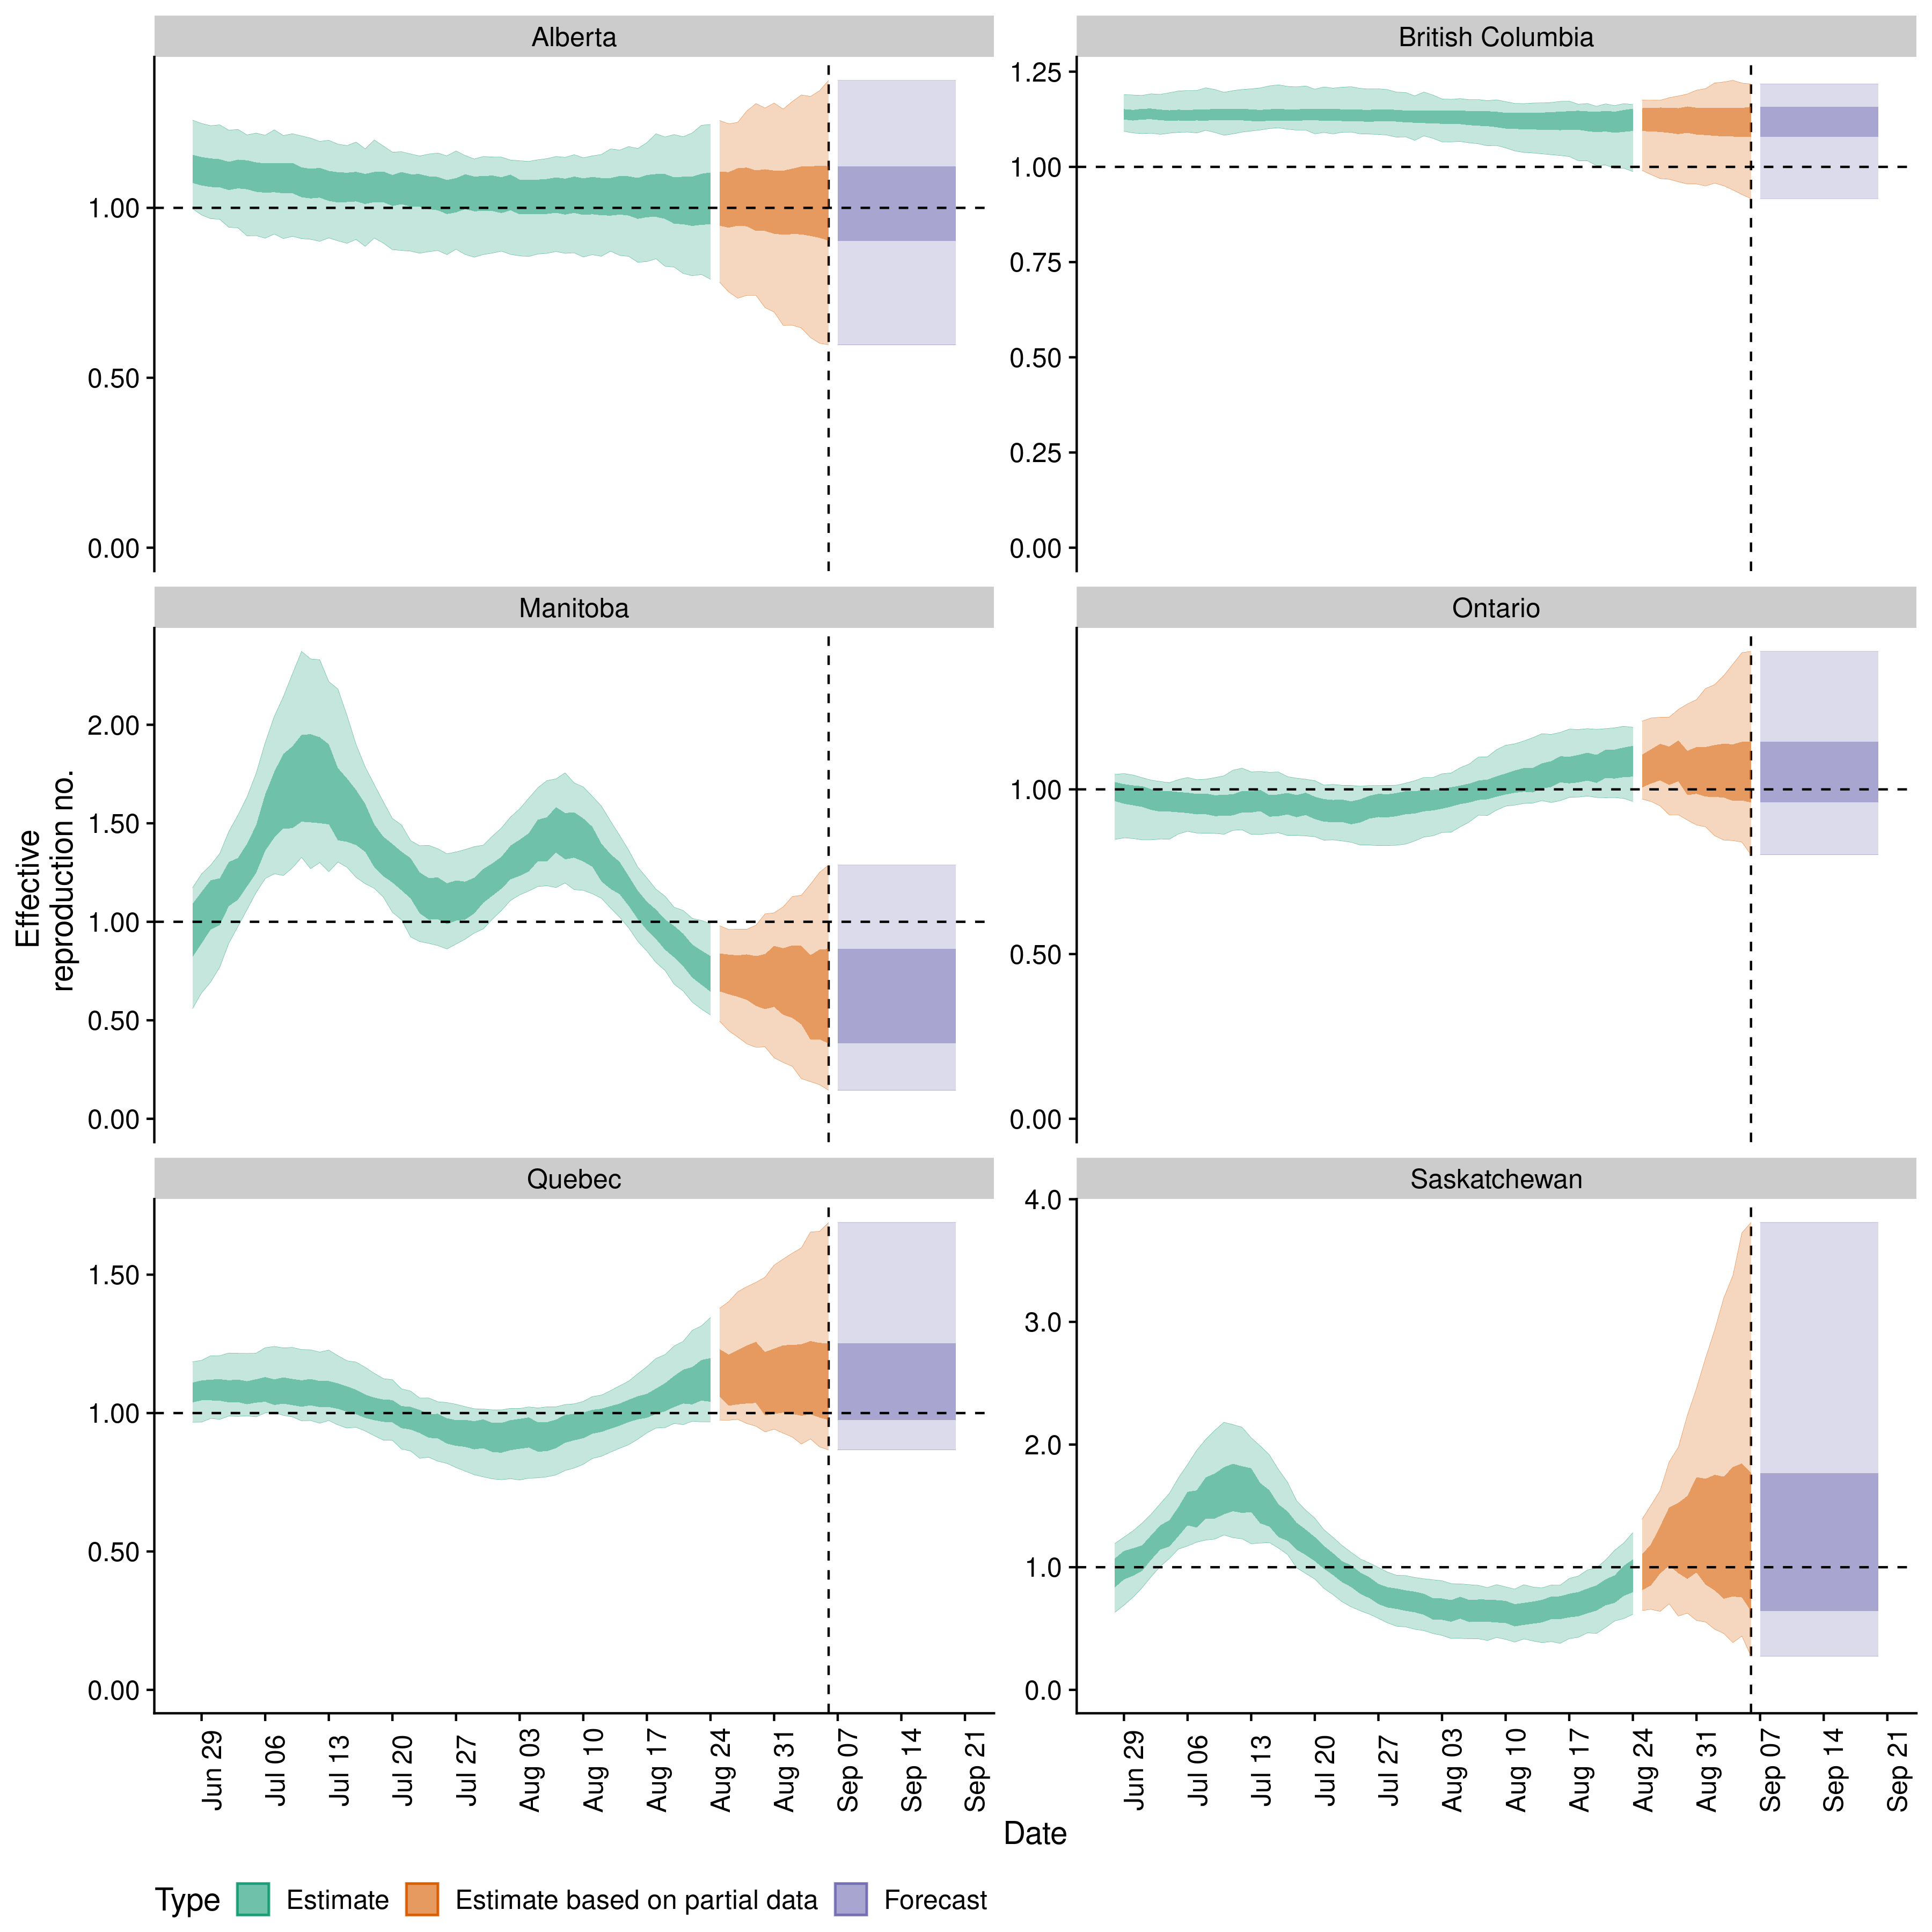 Alberta
British Columbia
1.00
0.50
0.00
1.25
1.00
0.75
0.50
0.25
0.00
Manitoba
Ontario
2.00
1.50
1.00
0.50
0.00
1.00
0.50
0.00
Effective
reproduction no.
Quebec
Saskatchewan
1.50
1.00
0.50
0.00
4.0
3.0
2.0
1.0
0.0
Jun 29
Jul 06
Jul 13
Jul 20
Jul 27
Aug 03
Aug 10
Aug 17
Aug 24
Aug 31
Sep 07
Sep 14
Sep 21
Jun 29
Jul 06
Jul 13
Jul 20
Jul 27
Aug 03
Aug 10
Aug 17
Aug 24
Aug 31
Sep 07
Sep 14
Sep 21
Date
Type Estimate Estimate based on partial data Forecast